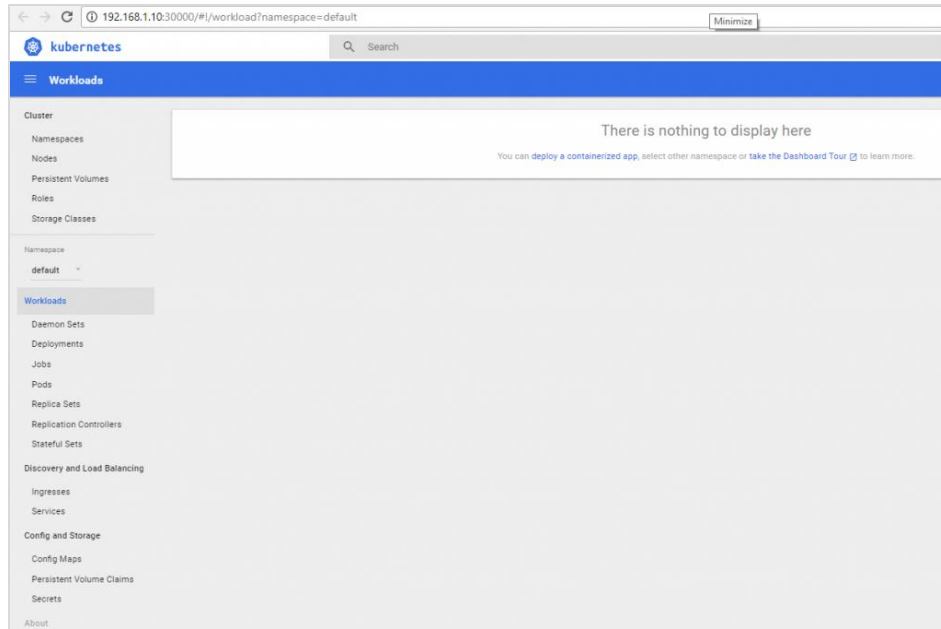 192.168.1.10:30000/#!/workload?namespace=default
Minimize
kubernetes
Search
Workloads
Cluster
Namespaces
Nodes
Persistent Volumes
Roles
Storage Classes
Namespace
default
Workloads
Daemon Sets
Deployments
Jobs
Pods
Replica Sets
Replication Controllers
Stateful Sets
Discovery and Load Balancing
Ingresses
Services
Config and Storage
Config Maps
Persistent Volume Claims
Secrets
About
There is nothing to display here
You can deploy a containerized app, select other namespace or take the Dashboard Tour to learn more.